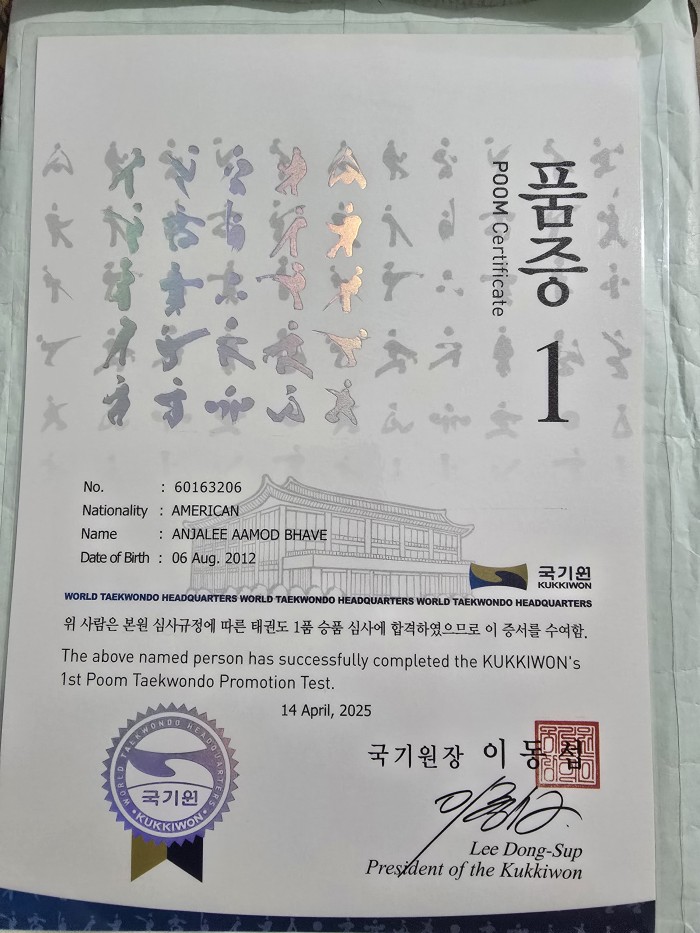 품증
POOM Certificate
1
No. : 60163206
Nationality : AMERICAN
Name : ANJALEE AAMOD BHAVE
Date of Birth : 06 Aug. 2012
국기원
KUKKIWON
WORLD TAEKWONDO HEADQUARTERS WORLD TAEKWONDO HEADQUARTERS WORLD TAEKWONDO HEADQUARTERS
위 사람은 본원 심사규정에 따른 태권도 1품 승품 심사에 합격하였으므로 이 증서를 수여함.
The above named person has successfully completed the KUKKIWON's
1st Poom Taekwondo Promotion Test.
14 April, 2025
국기원장 이동섭
Lee Dong-Sup
President of the Kukkiwon
WORLD TAEKWONDO HEADQUARTERS
국기원
KUKKIWON